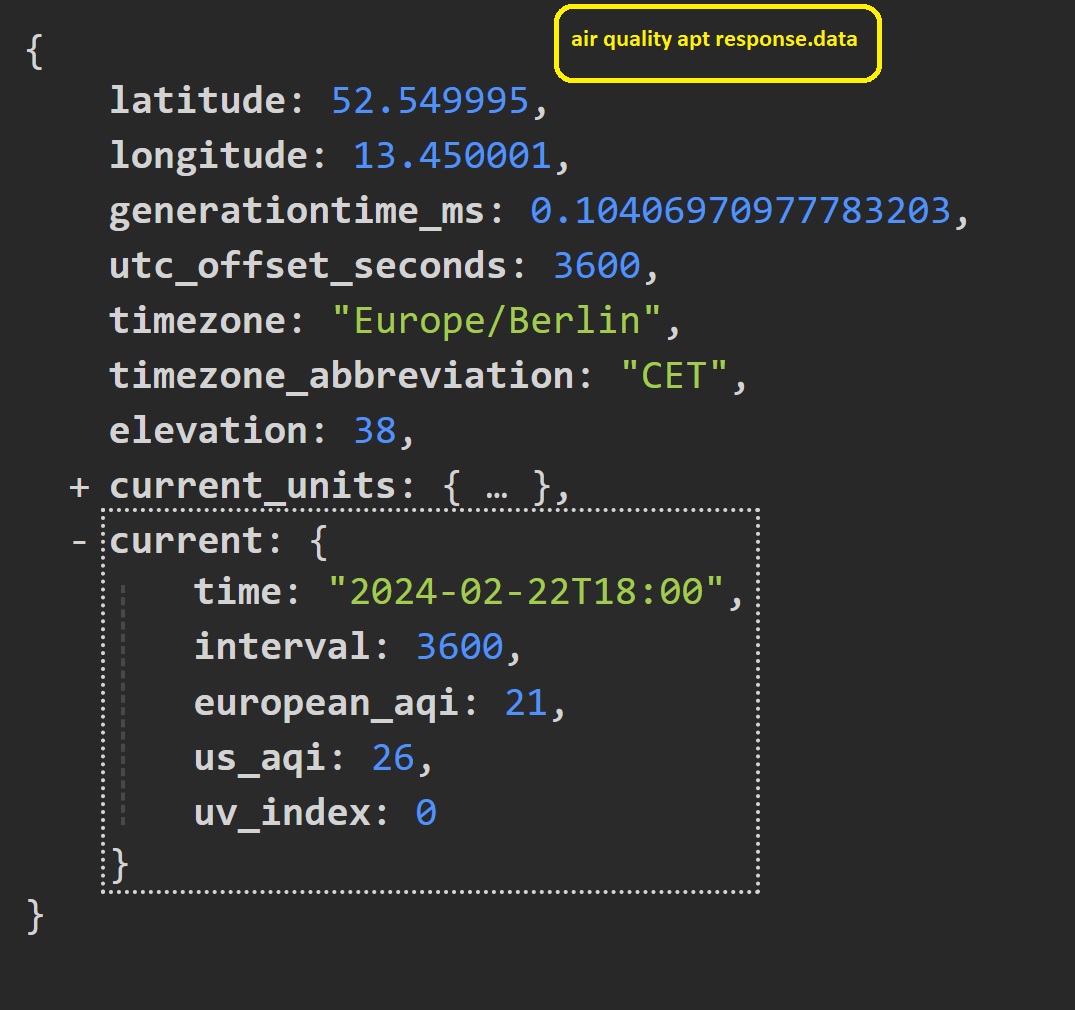 air quality apt response.data
{
latitude: 52.549995,
longitude: 13.450001,
generationtime_ms: 0.10406970977783203,
utc_offset_seconds: 3600,
timezone: "Europe/Berlin",
timezone_abbreviation: "CET",
elevation: 38,
+ current_units: { … },
- current: {
time: "2024-02-22T18:00",
interval: 3600,
european_aqi: 21,
us_aqi: 26,
uv_index: 0
}
}